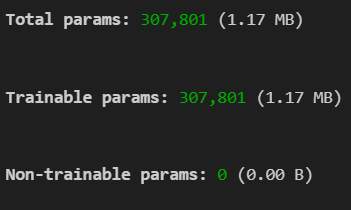 Total params: 307,801 (1.17 MB)
Trainable params: 307,801 (1.17 MB)
Non-trainable params: 0 (0.00 B)